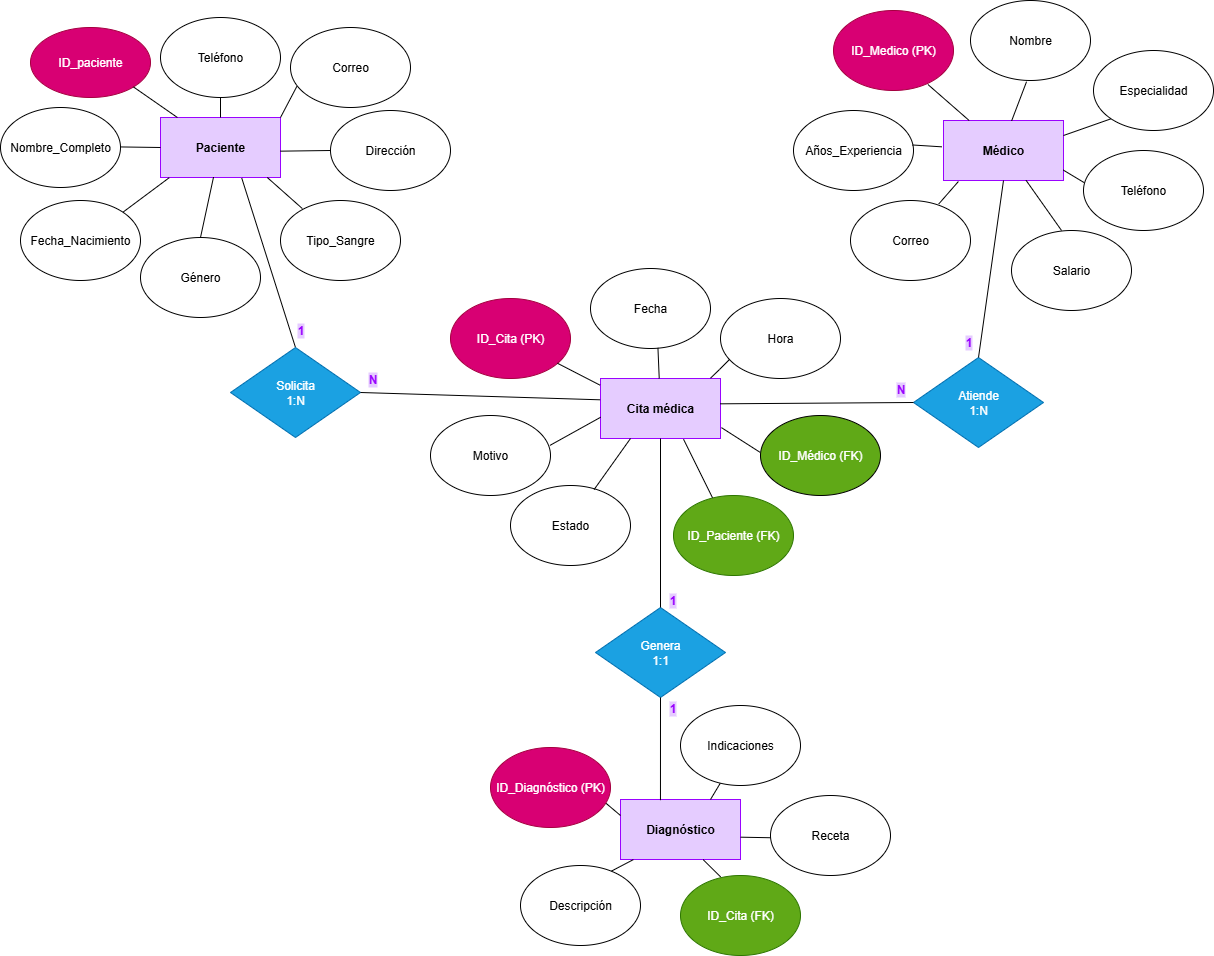 ID_paciente
Teléfono
Correo
Nombre_Completo
Paciente
Dirección
Fecha_Nacimiento
Género
Tipo_Sangre
ID_Medico (PK)
Nombre
Especialidad
Años_Experiencia
Médico
Teléfono
Correo
Salario
1
Solicita
1:N
N
ID_Cita (PK)
Fecha
Hora
Cita médica
Motivo
Estado
ID_Médico (FK)
ID_Paciente (FK)
1
N
Atiende
1:N
1
Genera
1:1
1
ID_Diagnóstico (PK)
Indicaciones
Diagnóstico
Receta
Descripción
ID_Cita (FK)